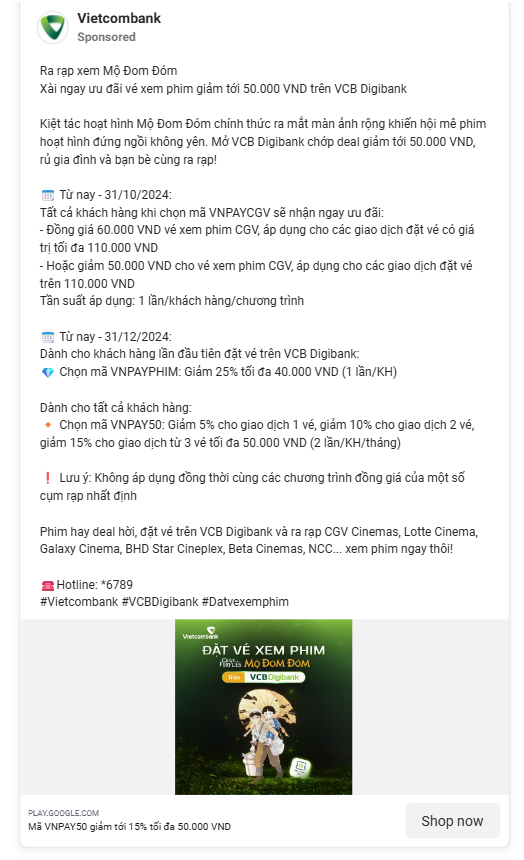 Vietcombank
Sponsored
Ra rạp xem Mộ Đom Đóm
Xài ngay ưu đãi vé xem phim giảm tới 50.000 VND trên VCB Digibank
Kiệt tác hoạt hình Mộ Đom Đóm chính thức ra mắt màn ảnh rộng khiến hội mê phim
hoạt hình đứng ngồi không yên. Mở VCB Digibank chớp deal giảm tới 50.000 VND,
rủ gia đình và bạn bè cùng ra rạp!
🗓️ Từ nay - 31/10/2024:
Tất cả khách hàng khi chọn mã VNPAYCGV sẽ nhận ngay ưu đãi:
- Đồng giá 60.000 VND vé xem phim CGV, áp dụng cho các giao dịch đặt vé có giá
trị tối đa 110.000 VND
- Hoặc giảm 50.000 VND cho vé xem phim CGV, áp dụng cho các giao dịch đặt vé
trên 110.000 VND
Tần suất áp dụng: 1 lần/khách hàng/chương trình
🗓️ Từ nay - 31/12/2024:
Dành cho khách hàng lần đầu tiên đặt vé trên VCB Digibank:
💎 Chọn mã VNPAYPHIM: Giảm 25% tối đa 40.000 VND (1 lần/KH)
Dành cho tất cả khách hàng:
🔸 Chọn mã VNPAY50: Giảm 5% cho giao dịch 1 vé, giảm 10% cho giao dịch 2 vé,
giảm 15% cho giao dịch từ 3 vé tối đa 50.000 VND (2 lần/KH/tháng)
❗ Lưu ý: Không áp dụng đồng thời cùng các chương trình đồng giá của một số
cụm rạp nhất định
Phim hay deal hời, đặt vé trên VCB Digibank và ra rạp CGV Cinemas, Lotte Cinema,
Galaxy Cinema, BHD Star Cineplex, Beta Cinemas, NCC... xem phim ngay thôi!
☎️Hotline: *6789
#Vietcombank #VCBDigibank #Datvexemphim
Vietcombank
ĐẶT VÉ XEM PHIM
MỘ ĐOM ĐÓM
Trên VCB Digibank
PLAY.GOOGLE.COM
Mã VNPAY50 giảm tới 15% tối đa 50.000 VND
Shop now